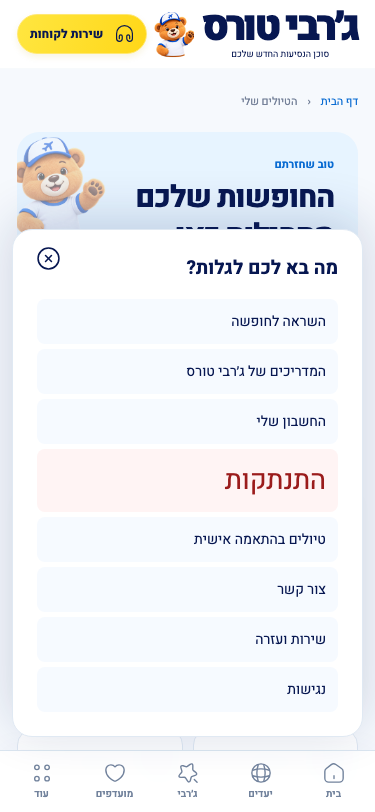 ג׳רבי טורס
סוכן הנסיעות החדש שלכם
שירות לקוחות
דף הבית › הטיולים שלי
טוב שחזרתם
החופשות שלכם
מה בא לכם לגלות?
השראה לחופשה
המדריכים של ג׳רבי טורס
החשבון שלי
התנתקות
טיולים בהתאמה אישית
צור קשר
שירות ועזרה
נגישות
בית
יעדים
ג׳רבי
מועדפים
עוד